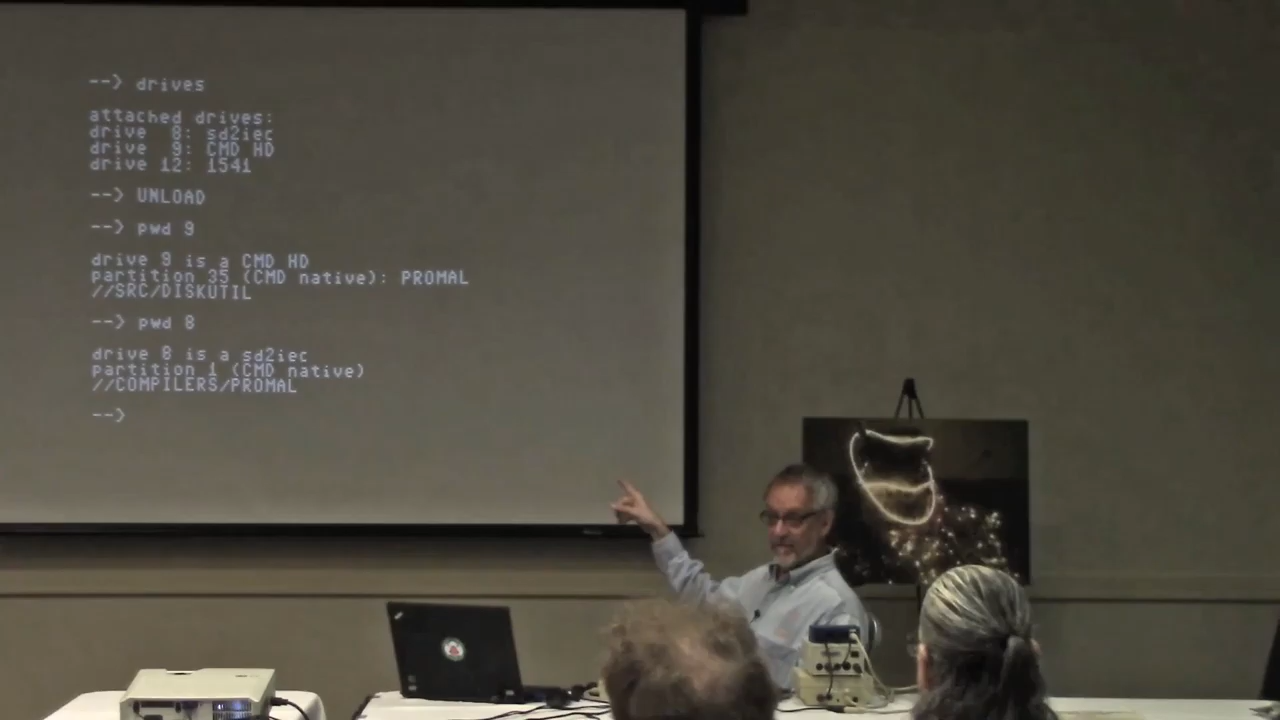 --> drives
attached drives:
drive  8: sd2iec
drive  9: CMD HD
drive 12: 1541
--> UNLOAD
--> pwd 9
drive 9 is a CMD HD
partition 35 (CMD native): PROMAL
//SRC/DISKUTIL
--> pwd 8
drive 8 is a sd2iec
partition 1 (CMD native)
//COMPILERS/PROMAL
-->